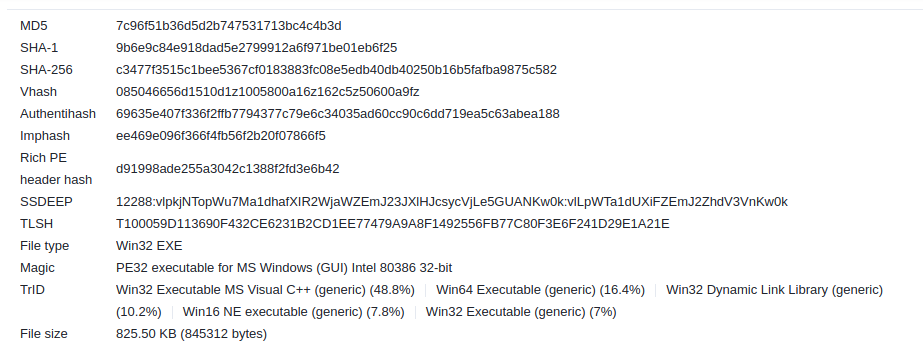 MD5 7c96f51b36d5d2b747531713bc4c4b3d
SHA-1 9b6e9c84e918dad5e2799912a6f971be01eb6f25
SHA-256 c3477f3515c1bee5367cf0183883fc08e5edb40db40250b16b5fafba9875c582
Vhash 085046656d1510d1z1005800a16z162c5z50600a9fz
Authentihash 69635e407f336f2ffb7794377c79e6c34035ad60cc90c6dd719ea5c63abea188
Imphash ee469e096f366f4fb56f2b20f07866f5
Rich PE
header hash d91998ade255a3042c1388f2fd3e6b42
SSDEEP 12288:vlpkjNTopWu7Ma1dhafXIR2WjaWZEmJ23JXlHJcsycVjLe5GUANKw0k:vlLpWTa1dUXiFZEmJ2ZhdV3VnKw0k
TLSH T100059D113690F432CE6231B2CD1EE77479A9A8F1492556FB77C80F3E6F241D29E1A21E
File type Win32 EXE
Magic PE32 executable for MS Windows (GUI) Intel 80386 32-bit
TrID Win32 Executable MS Visual C++ (generic) (48.8%) Win64 Executable (generic) (16.4%) Win32 Dynamic Link Library (generic)
(10.2%) Win16 NE executable (generic) (7.8%) Win32 Executable (generic) (7%)
File size 825.50 KB (845312 bytes)